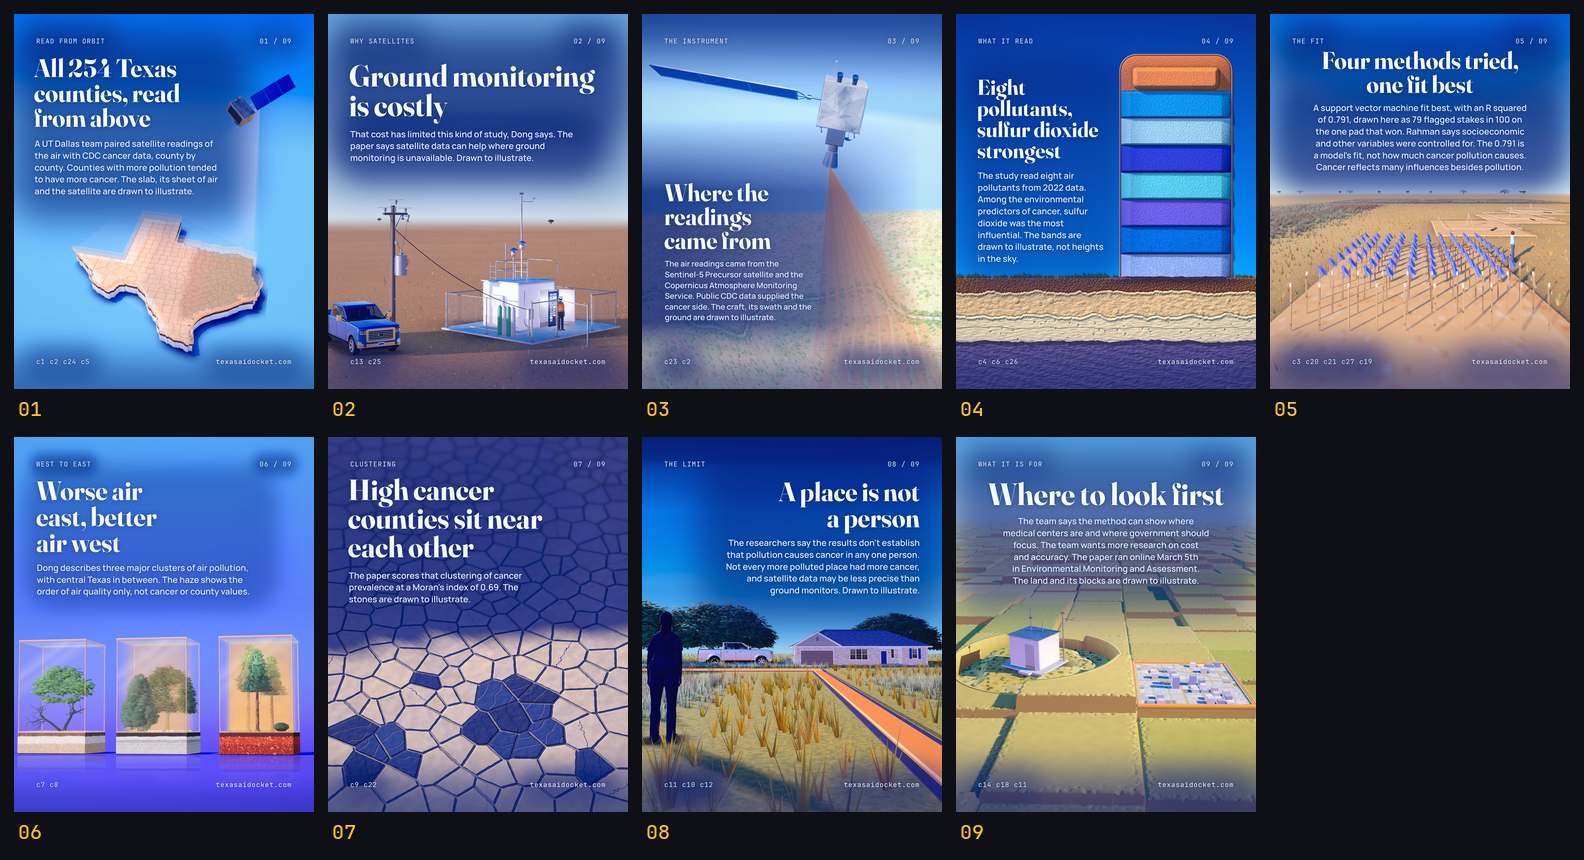 READ FROM ORBIT
01 / 09
All 254 Texas
counties, read
from above
A UT Dallas team paired satellite readings of
the air with CDC cancer data, county by
county. Counties with more pollution tended
to have more cancer. The slab, its sheet of air
and the satellite are drawn to illustrate.
c1 c2 c24 c5
texasaidocket.com
01
WHY SATELLITES
02 / 09
Ground monitoring
is costly
That cost has limited this kind of study, Dong says. The
paper says satellite data can help where ground
monitoring is unavailable. Drawn to illustrate.
c13 c25
texasaidocket.com
02
THE INSTRUMENT
03 / 09
Where the
readings
came from
The air readings came from the
Sentinel-5 Precursor satellite and the
Copernicus Atmosphere Monitoring
Service. Public CDC data supplied the
cancer side. The craft, its swath and the
ground are drawn to illustrate.
c23 c2
texasaidocket.com
03
WHAT IT READ
04 / 09
Eight
pollutants,
sulfur dioxide
strongest
The study read eight air
pollutants from 2022 data.
Among the environmental
predictors of cancer, sulfur
dioxide was the most
influential. The bands are
drawn to illustrate, not heights
in the sky.
c4 c6 c26
texasaidocket.com
04
THE FIT
05 / 09
Four methods tried,
one fit best
A support vector machine fit best, with an R squared
of 0.791, drawn here as 79 flagged stakes in 100 on
the one pad that won. Rahman says socioeconomic
and other variables were controlled for. The 0.791 is
a model's fit, not how much cancer pollution causes.
Cancer reflects many influences besides pollution.
c3 c20 c21 c27 c19
texasaidocket.com
05
WEST TO EAST
06 / 09
Worse air
east, better
air west
Dong describes three major clusters of air pollution,
with central Texas in between. The haze shows the
order of air quality only, not cancer or county values.
c7 c8
texasaidocket.com
06
CLUSTERING
07 / 09
High cancer
counties sit near
each other
The paper scores that clustering of cancer
prevalence at a Moran's index of 0.69. The
stones are drawn to illustrate.
c9 c22
texasaidocket.com
07
THE LIMIT
08 / 09
A place is not
a person
The researchers say the results don't establish
that pollution causes cancer in any one person.
Not every more polluted place had more cancer,
and satellite data may be less precise than
ground monitors. Drawn to illustrate.
c11 c10 c12
texasaidocket.com
08
WHAT IT IS FOR
09 / 09
Where to look first
The team says the method can show where
medical centers are and where government should
focus. The team wants more research on cost
and accuracy. The paper ran online March 5th
in Environmental Monitoring and Assessment.
The land and its blocks are drawn to illustrate.
c14 c18 c11
texasaidocket.com
09